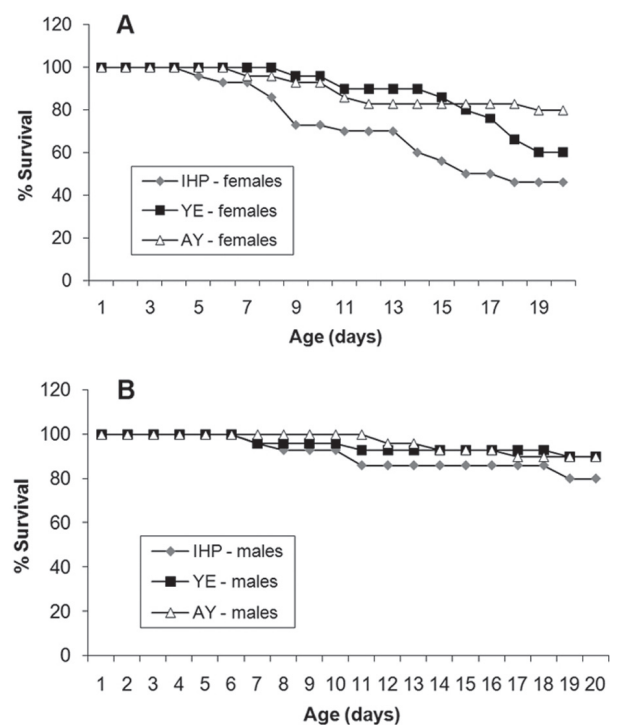 A
120
100
80
60
40
20
0
% Survival
IHP - females
YE - females
AY - females
1 3 5 7 9 11 13 15 17 19
Age (days)
B
120
100
80
60
40
20
0
% Survival
IHP - males
YE - males
AY - males
1 2 3 4 5 6 7 8 9 10 11 12 13 14 15 16 17 18 19 20
Age (days)